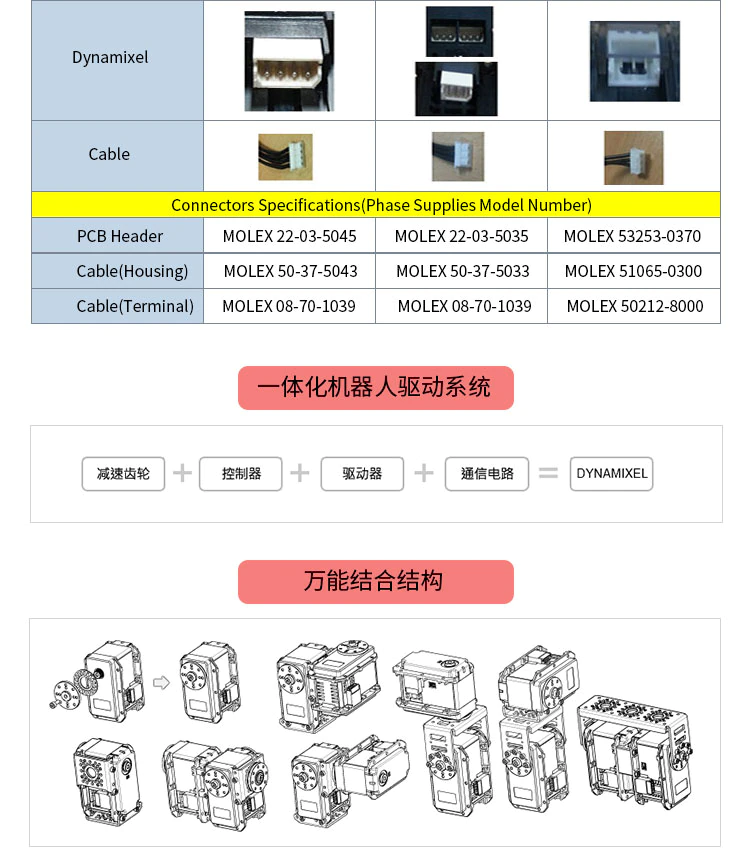 Dynamixel
Cable
Connectors Specifications(Phase Supplies Model Number)
PCB Header MOLEX 22-03-5045 MOLEX 22-03-5035 MOLEX 53253-0370
Cable(Housing) MOLEX 50-37-5043 MOLEX 50-37-5033 MOLEX 51065-0300
Cable(Terminal) MOLEX 08-70-1039 MOLEX 08-70-1039 MOLEX 50212-8000
一体化机器人驱动系统
减速齿轮 + 控制器 + 驱动器 + 通信电路 = DYNAMIXEL
万能结合结构